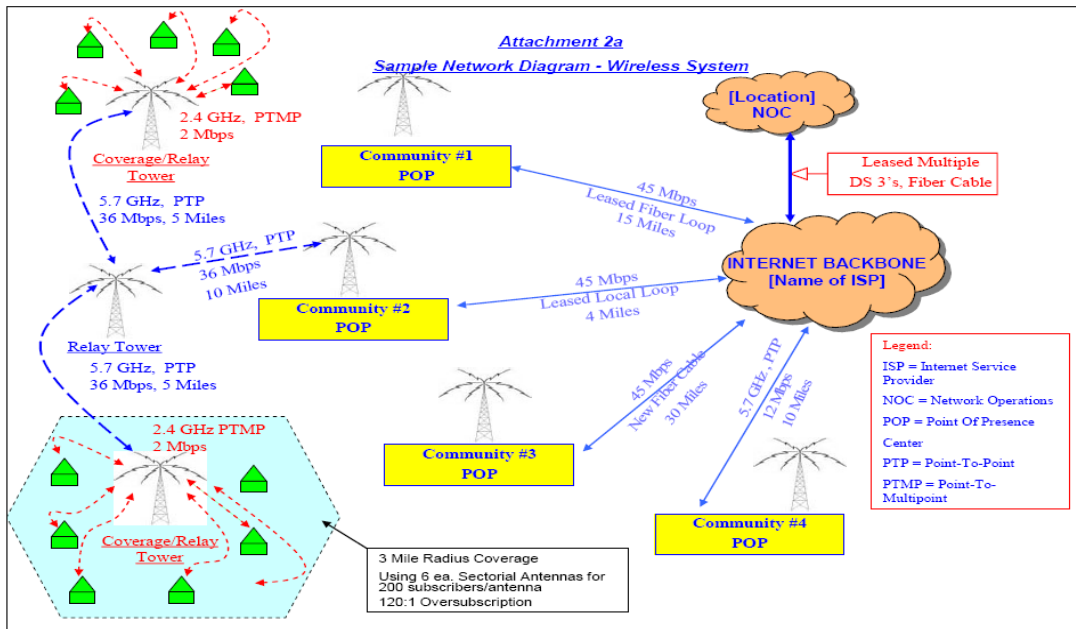 Attachment 2a
Sample Network Diagram - Wireless System
2.4 GHz, PTMP
2 Mbps
Coverage/Relay
Tower
5.7 GHz, PTP
36 Mbps, 5 Miles
Community #1
POP
45 Mbps
Leased Fiber Loop
15 Miles
[Location]
NOC
Leased Multiple
DS 3's, Fiber Cable
5.7 GHz, PTP
36 Mbps
10 Miles
Relay Tower
5.7 GHz, PTP
36 Mbps, 5 Miles
Community #2
POP
45 Mbps
Leased Local Loop
4 Miles
INTERNET BACKBONE
[Name of ISP]
45 Mbps
New Fiber Cable
30 Miles
5.7 GHz , PTP
12 Mbps
10 Miles
Community #3
POP
Community #4
POP
Legend:
ISP = Internet Service
Provider
NOC = Network Operations
POP = Point Of Presence
Center
PTP = Point-To-Point
PTMP = Point-To-
Multipoint
2.4 GHz PTMP
2 Mbps
Coverage/Relay
Tower
3 Mile Radius Coverage
Using 6 ea. Sectorial Antennas for
200 subscribers/antenna
120:1 Oversubscription